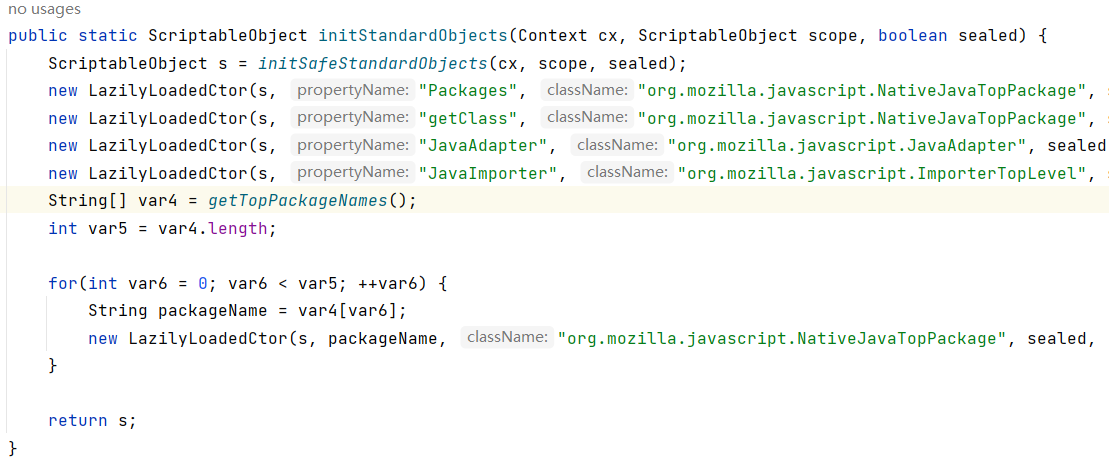 no usages
public static ScriptableObject initStandardObjects(Context cx, ScriptableObject scope, boolean sealed) {
    ScriptableObject s = initSafeStandardObjects(cx, scope, sealed);
    new LazilyLoadedCtor(s, propertyName: "Packages", className: "org.mozilla.javascript.NativeJavaTopPackage",
    new LazilyLoadedCtor(s, propertyName: "getClass", className: "org.mozilla.javascript.NativeJavaTopPackage",
    new LazilyLoadedCtor(s, propertyName: "JavaAdapter", className: "org.mozilla.javascript.JavaAdapter", sealed
    new LazilyLoadedCtor(s, propertyName: "JavaImporter", className: "org.mozilla.javascript.ImporterTopLevel",
    String[] var4 = getTopPackageNames();
    int var5 = var4.length;
    for(int var6 = 0; var6 < var5; ++var6) {
        String packageName = var4[var6];
        new LazilyLoadedCtor(s, packageName, className: "org.mozilla.javascript.NativeJavaTopPackage", sealed,
    }
    return s;
}